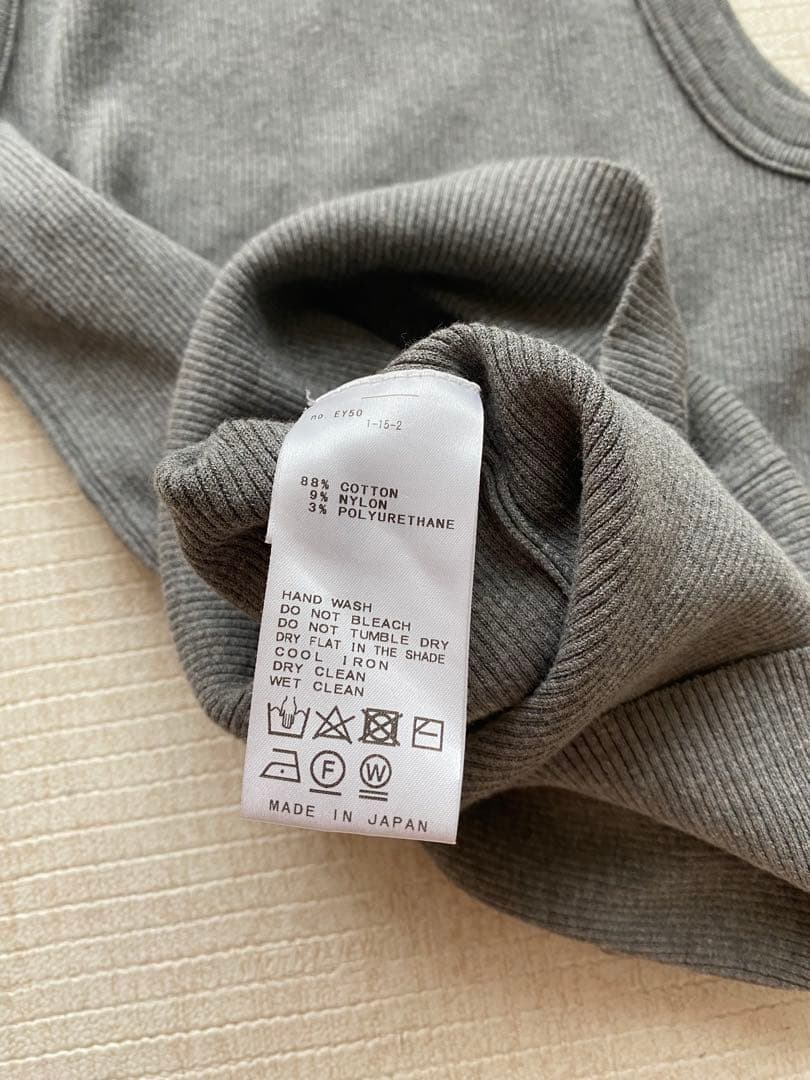 no. EY50
1-15-2
88% COTTON
9% NYLON
3% POLYURETHANE
HAND WASH
DO NOT BLEACH
DO NOT TUMBLE DRY
DRY FLAT IN THE SHADE
COOL IRON
DRY CLEAN
WET CLEAN
F W
MADE IN JAPAN